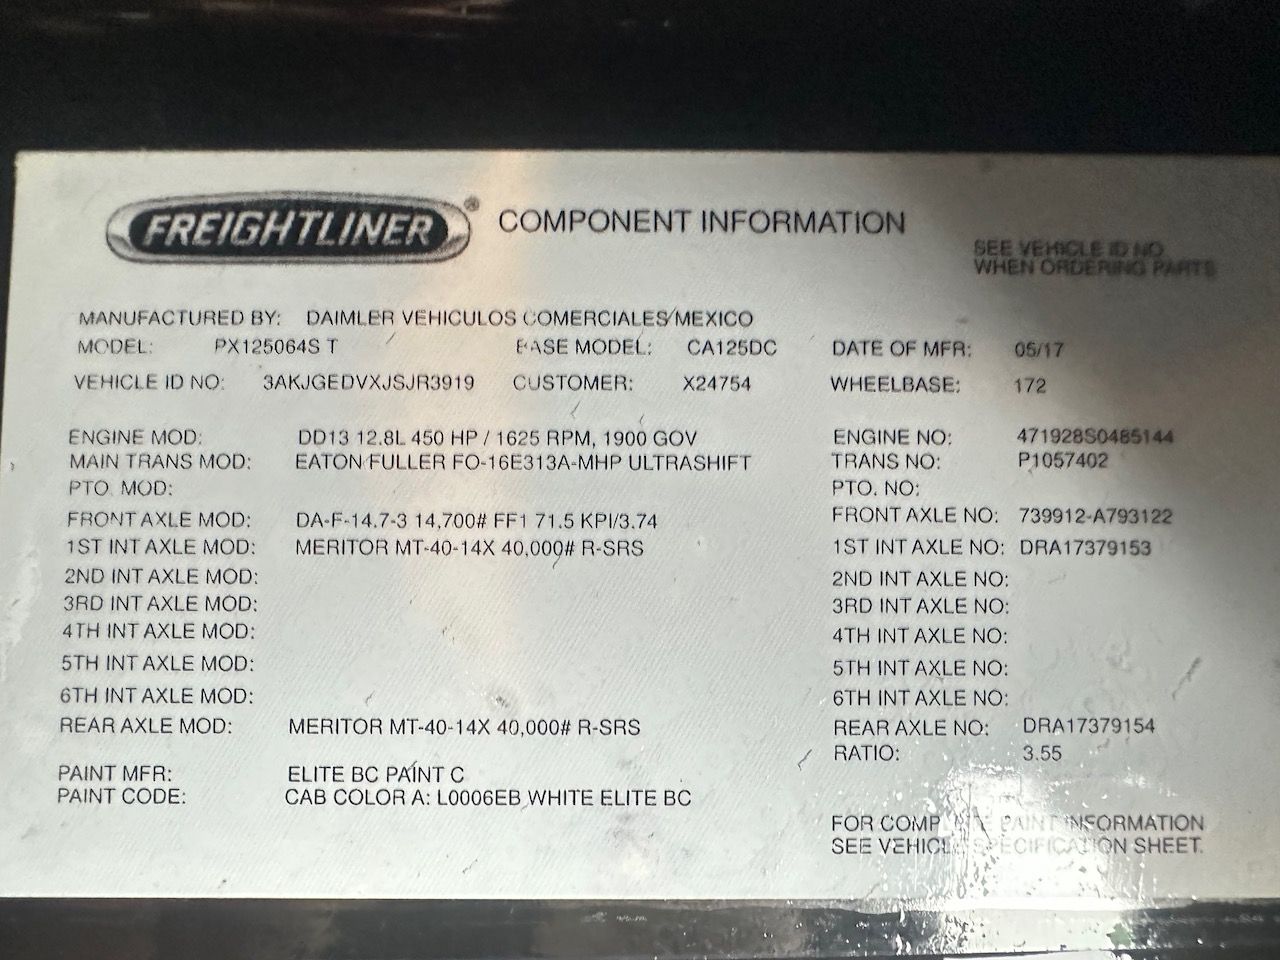 FREIGHTLINER® COMPONENT INFORMATION
SEE VEHICLE ID NO
WHEN ORDERING PARTS
MANUFACTURED BY: DAIMLER VEHICULOS COMERCIALES/MEXICO
MODEL: PX125064S T BASE MODEL: CA125DC DATE OF MFR: 05/17
VEHICLE ID NO: 3AKJGEDVXJSJR3919 CUSTOMER: X24754 WHEELBASE: 172
ENGINE MOD: DD13 12.8L 450 HP / 1625 RPM, 1900 GOV ENGINE NO: 471928S0485144
MAIN TRANS MOD: EATON FULLER FO-16E313A-MHP ULTRASHIFT TRANS NO: P1057402
PTO. MOD: PTO. NO:
FRONT AXLE MOD: DA-F-14.7-3 14,700# FF1 71.5 KPI/3.74 FRONT AXLE NO: 739912-A793122
1ST INT AXLE MOD: MERITOR MT-40-14X 40,000# R-SRS 1ST INT AXLE NO: DRA17379153
2ND INT AXLE MOD: 2ND INT AXLE NO:
3RD INT AXLE MOD: 3RD INT AXLE NO:
4TH INT AXLE MOD: 4TH INT AXLE NO:
5TH INT AXLE MOD: 5TH INT AXLE NO:
6TH INT AXLE MOD: 6TH INT AXLE NO:
REAR AXLE MOD: MERITOR MT-40-14X 40,000# R-SRS REAR AXLE NO: DRA17379154
RATIO: 3.55
PAINT MFR: ELITE BC PAINT C
PAINT CODE: CAB COLOR A: L0006EB WHITE ELITE BC
FOR COMPLETE PAINT INFORMATION
SEE VEHICLE SPECIFICATION SHEET.